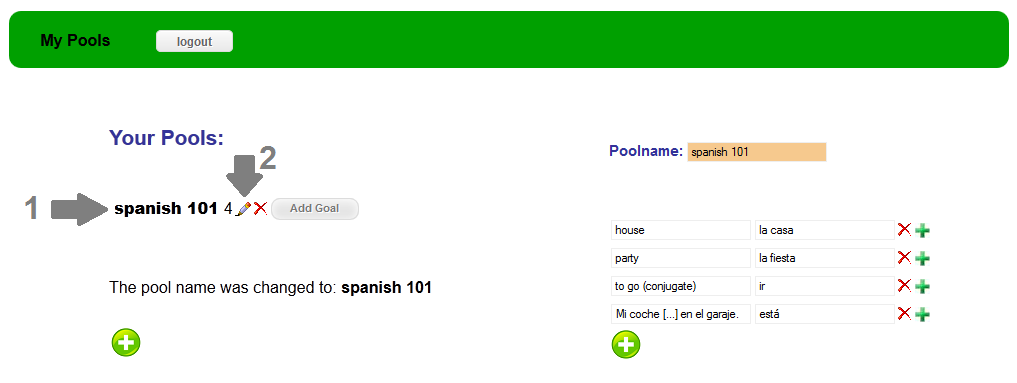 My Pools logout
Your Pools:
2
Poolname: spanish 101
1 spanish 101 4 Add Goal
house la casa
party la fiesta
to go (conjugate) ir
The pool name was changed to: spanish 101
Mi coche [...] en el garaje. está